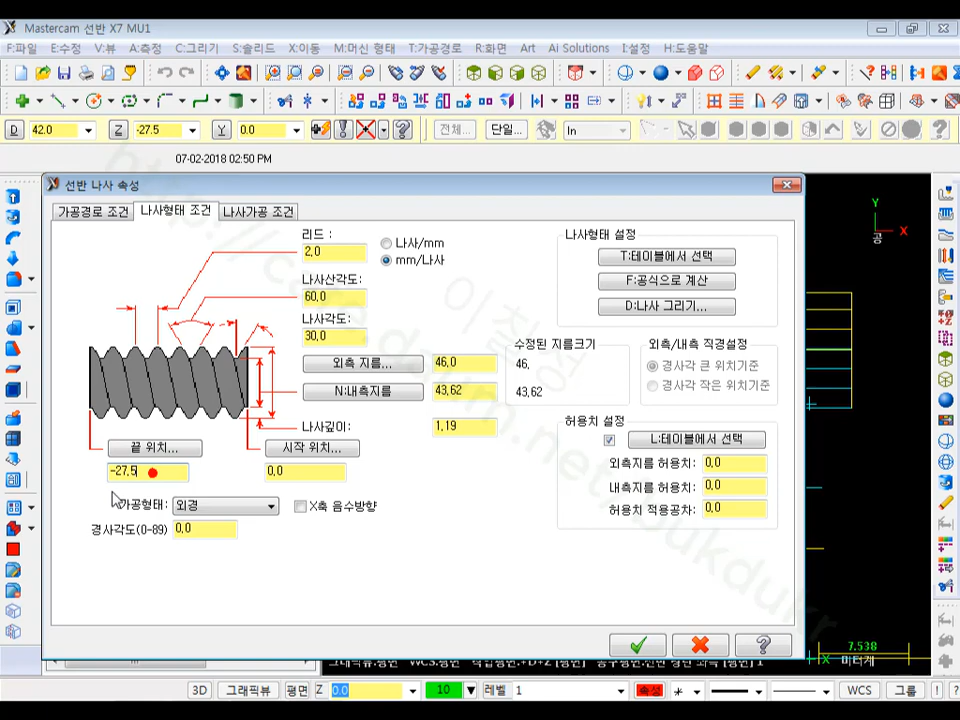 Mastercam 선반 X7 MU1
F:파일 E:수정 V:뷰 A:측정 C:그리기 S:솔리드 X:이동 M:머신 형태 T:가공경로 R:화면 Art Ai Solutions I:설정 H:도움말
D 42.0 Z -27.5 Y 0.0 전체... 단일... In
07-02-2018 02:50 PM
선반 나사 속성
가공경로 조건 나사형태 조건 나사가공 조건
리드 :
2.0
나사/mm
mm/나사
나사산각도:
60.0
나사각도:
30.0
외측 지름... 46.0
N:내측지름 43.62
나사깊이: 1.19
수정된 지름크기
46.
43.62
끝 위치... 시작 위치...
-27.5 0.0
가공형태: 외경 X축 음수방향
경사각도(0-89) 0.0
나사형태 설정
T:테이블에서 선택
F:공식으로 계산
D:나사 그리기...
외측/내측 직경설정
경사각 큰 위치기준
경사각 작은 위치기준
허용치 설정
L:테이블에서 선택
외측지름 허용치: 0.0
내측지름 허용치: 0.0
허용치 적용공차: 0.0
Y
X
공
7.538
미터계
3D 그래픽뷰 평면 Z 0.0 10 레벨 1 속성 WCS 그룹